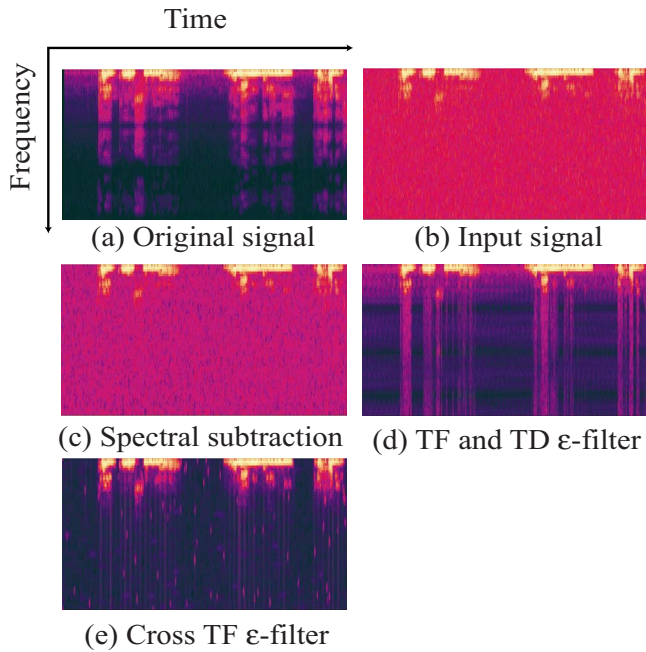 Time
Frequency
(a) Original signal
(b) Input signal
(c) Spectral subtraction
(d) TF and TD ε-filter
(e) Cross TF ε-filter